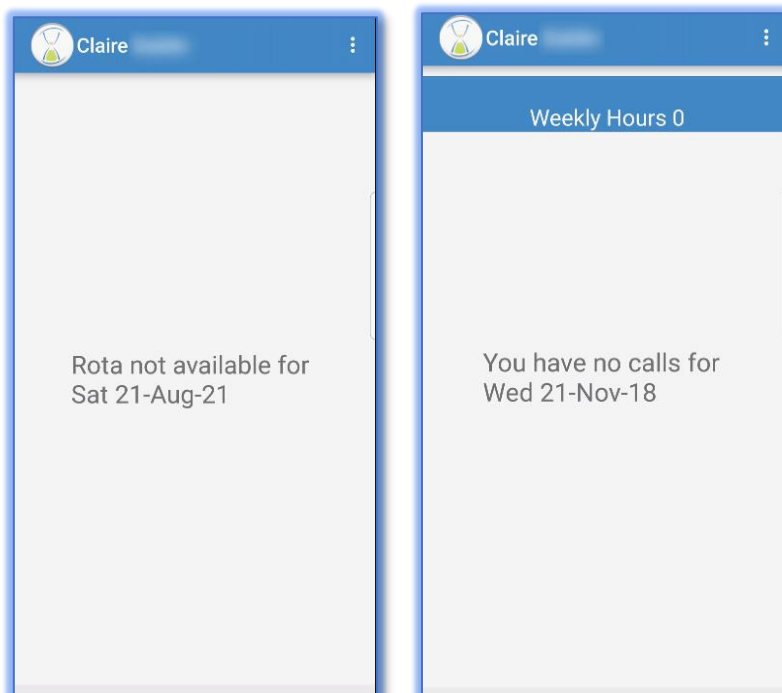 Claire
Rota not available for
Sat 21-Aug-21
Claire
Weekly Hours 0
You have no calls for
Wed 21-Nov-18